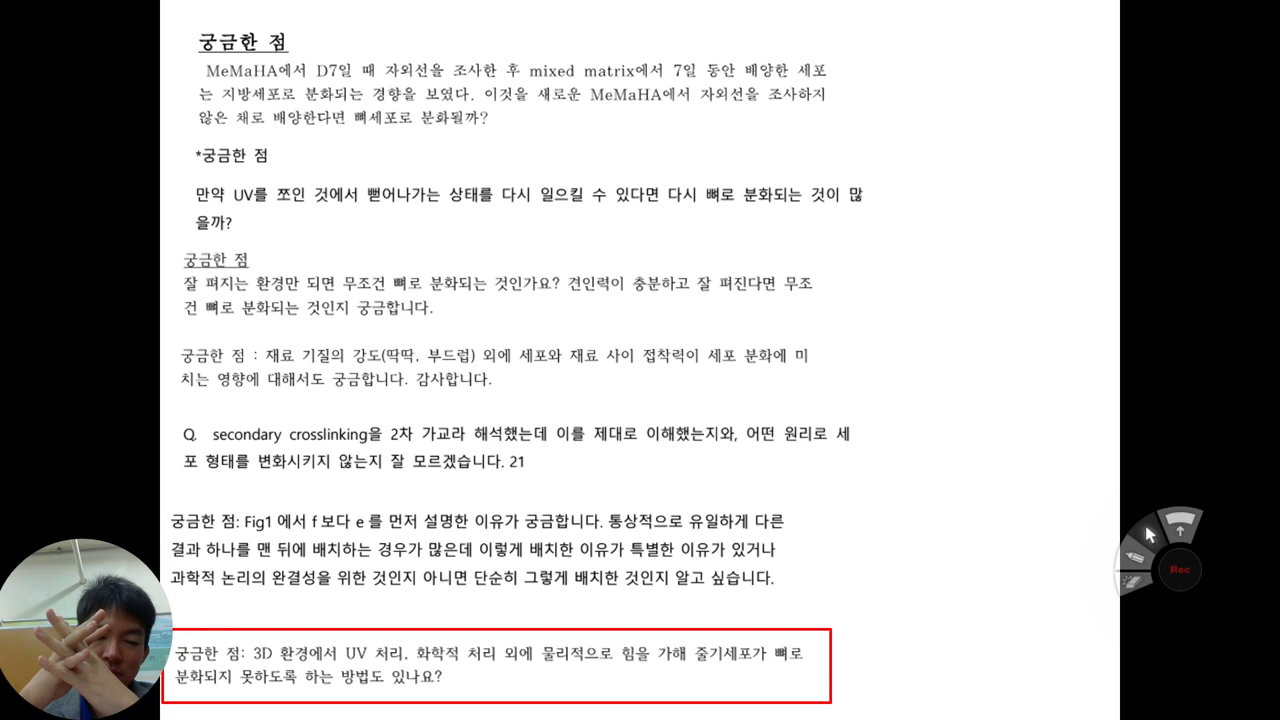 궁금한 점
MeMaHA에서 D7일 때 자외선을 조사한 후 mixed matrix에서 7일 동안 배양한 세포
는 지방세포로 분화되는 경향을 보였다. 이것을 새로운 MeMaHA에서 자외선을 조사하지
않은 채로 배양한다면 뼈세포로 분화될까?
*궁금한 점
만약 UV를 쪼인 것에서 뻗어나가는 상태를 다시 일으킬 수 있다면 다시 뼈로 분화되는 것이 많
을까?
궁금한 점
잘 펴지는 환경만 되면 무조건 뼈로 분화되는 것인가요? 견인력이 충분하고 잘 펴진다면 무조
건 뼈로 분화되는 것인지 궁금합니다.
궁금한 점 : 재료 기질의 강도(딱딱, 부드럽) 외에 세포와 재료 사이 접착력이 세포 분화에 미
치는 영향에 대해서도 궁금합니다. 감사합니다.
Q. secondary crosslinking을 2차 가교라 해석했는데 이를 제대로 이해했는지와, 어떤 원리로 세
포 형태를 변화시키지 않는지 잘 모르겠습니다. 21
궁금한 점: Fig1 에서 f 보다 e 를 먼저 설명한 이유가 궁금합니다. 통상적으로 유일하게 다른
결과 하나를 맨 뒤에 배치하는 경우가 많은데 이렇게 배치한 이유가 특별한 이유가 있거나
과학적 논리의 완결성을 위한 것인지 아니면 단순히 그렇게 배치한 것인지 알고 싶습니다.
궁금한 점: 3D 환경에서 UV 처리, 화학적 처리 외에 물리적으로 힘을 가해 줄기세포가 뼈로
분화되지 못하도록 하는 방법도 있나요?
Rec